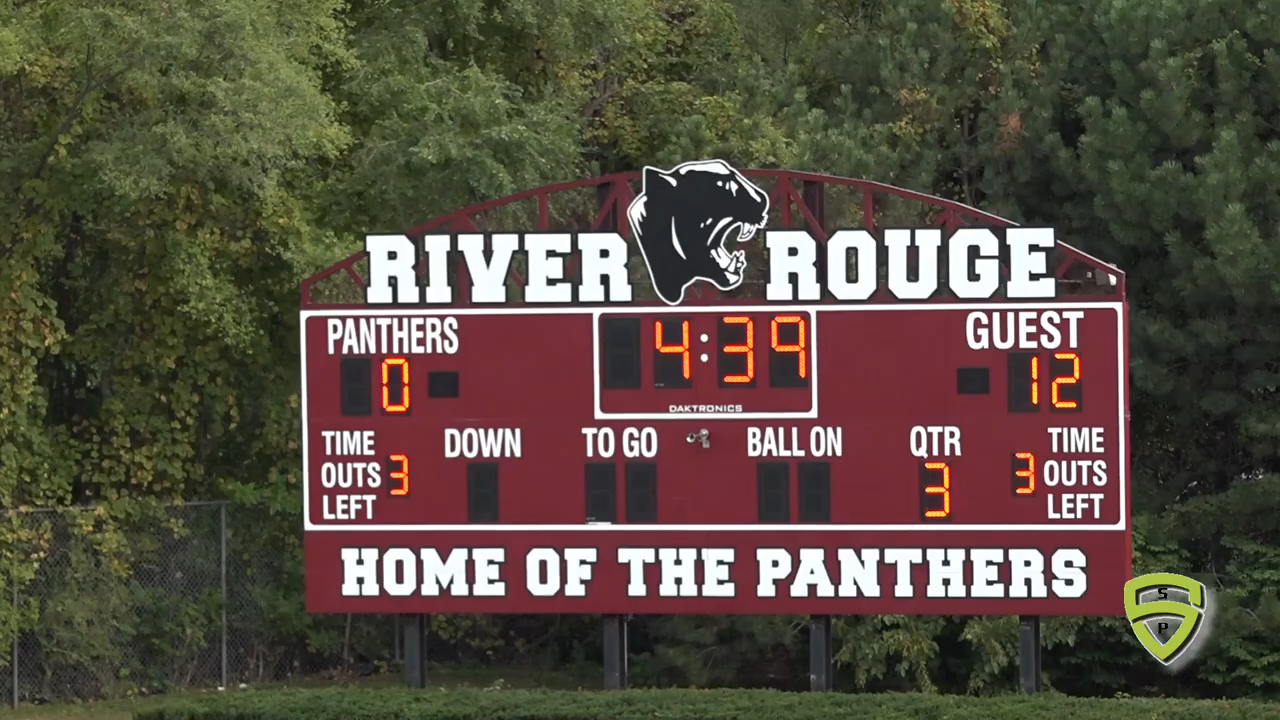 RIVER ROUGE
PANTHERS 4:39 GUEST
0 12
DAKTRONICS
TIME OUTS LEFT 3 DOWN TO GO BALL ON QTR 3 3 TIME OUTS LEFT
HOME OF THE PANTHERS
S
P